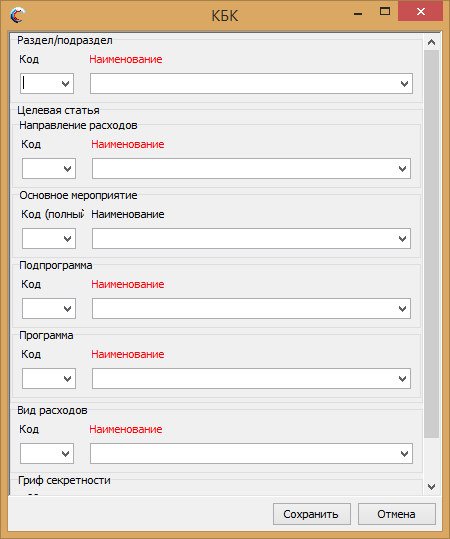 КБК
Раздел/подраздел
Код Наименование
Целевая статья
Направление расходов
Код Наименование
Основное мероприятие
Код (полный Наименование
Подпрограмма
Код Наименование
Программа
Код Наименование
Вид расходов
Код Наименование
Гриф секретности
Сохранить Отмена